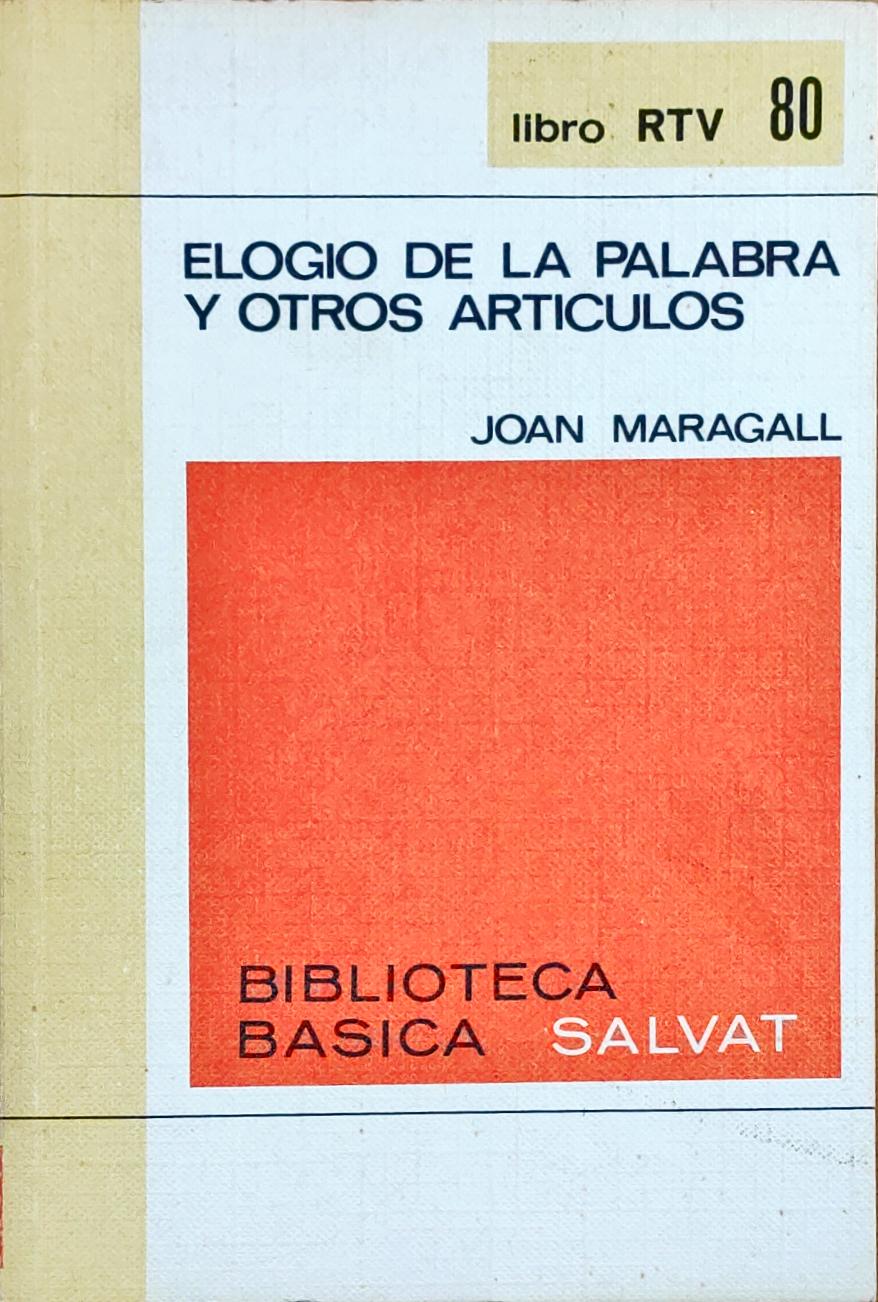 libro RTV 80
ELOGIO DE LA PALABRA
Y OTROS ARTICULOS
JOAN MARAGALL
BIBLIOTECA
BASICA SALVAT